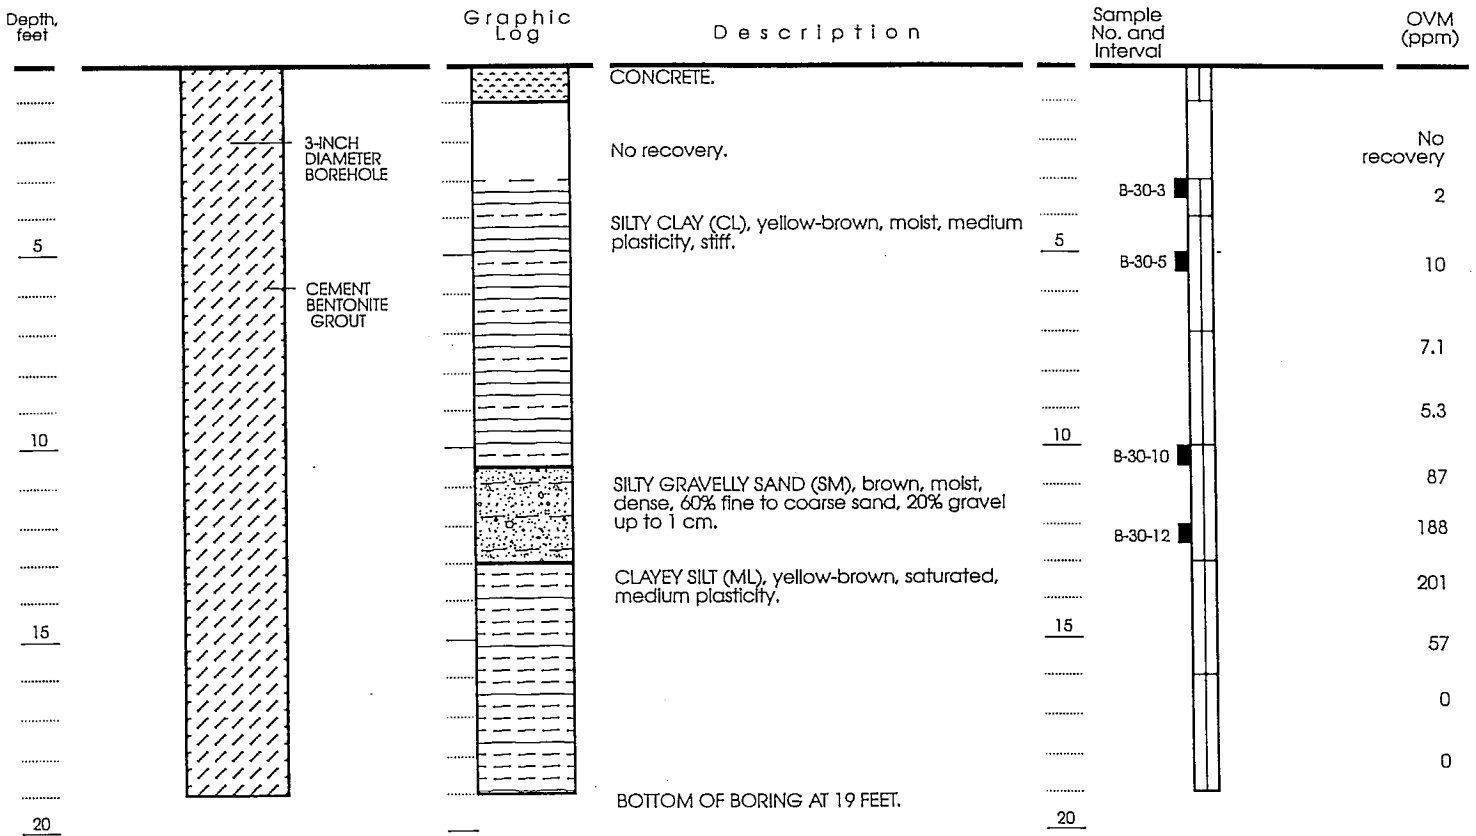 Depth,
feet
Graphic
Log
Description
Sample
No. and
Interval
OVM
(ppm)
CONCRETE.
3-INCH
DIAMETER
BOREHOLE
No recovery.
No
recovery
B-30-3
2
SILTY CLAY (CL), yellow-brown, moist, medium
plasticity, stiff.
5
5
B-30-5
10
CEMENT
BENTONITE
GROUT
7.1
5.3
10
10
B-30-10
87
SILTY GRAVELLY SAND (SM), brown, moist,
dense, 60% fine to coarse sand, 20% gravel
up to 1 cm.
B-30-12
188
CLAYEY SILT (ML), yellow-brown, saturated,
medium plasticity.
201
15
15
57
0
0
BOTTOM OF BORING AT 19 FEET.
20
20